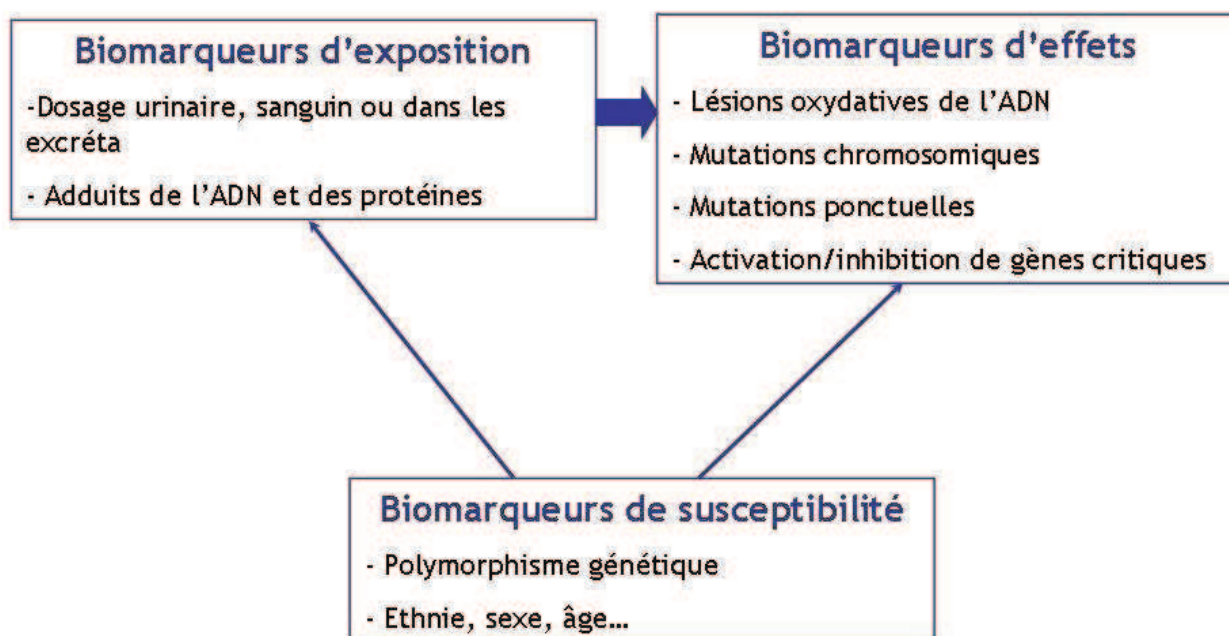 Biomarqueurs d’exposition
-Dosage urinaire, sanguin ou dans les
excréta
- Adduits de l’ADN et des protéines
Biomarqueurs d’effets
- Lésions oxydatives de l’ADN
- Mutations chromosomiques
- Mutations ponctuelles
- Activation/inhibition de gènes critiques
Biomarqueurs de susceptibilité
- Polymorphisme génétique
- Ethnie, sexe, âge…